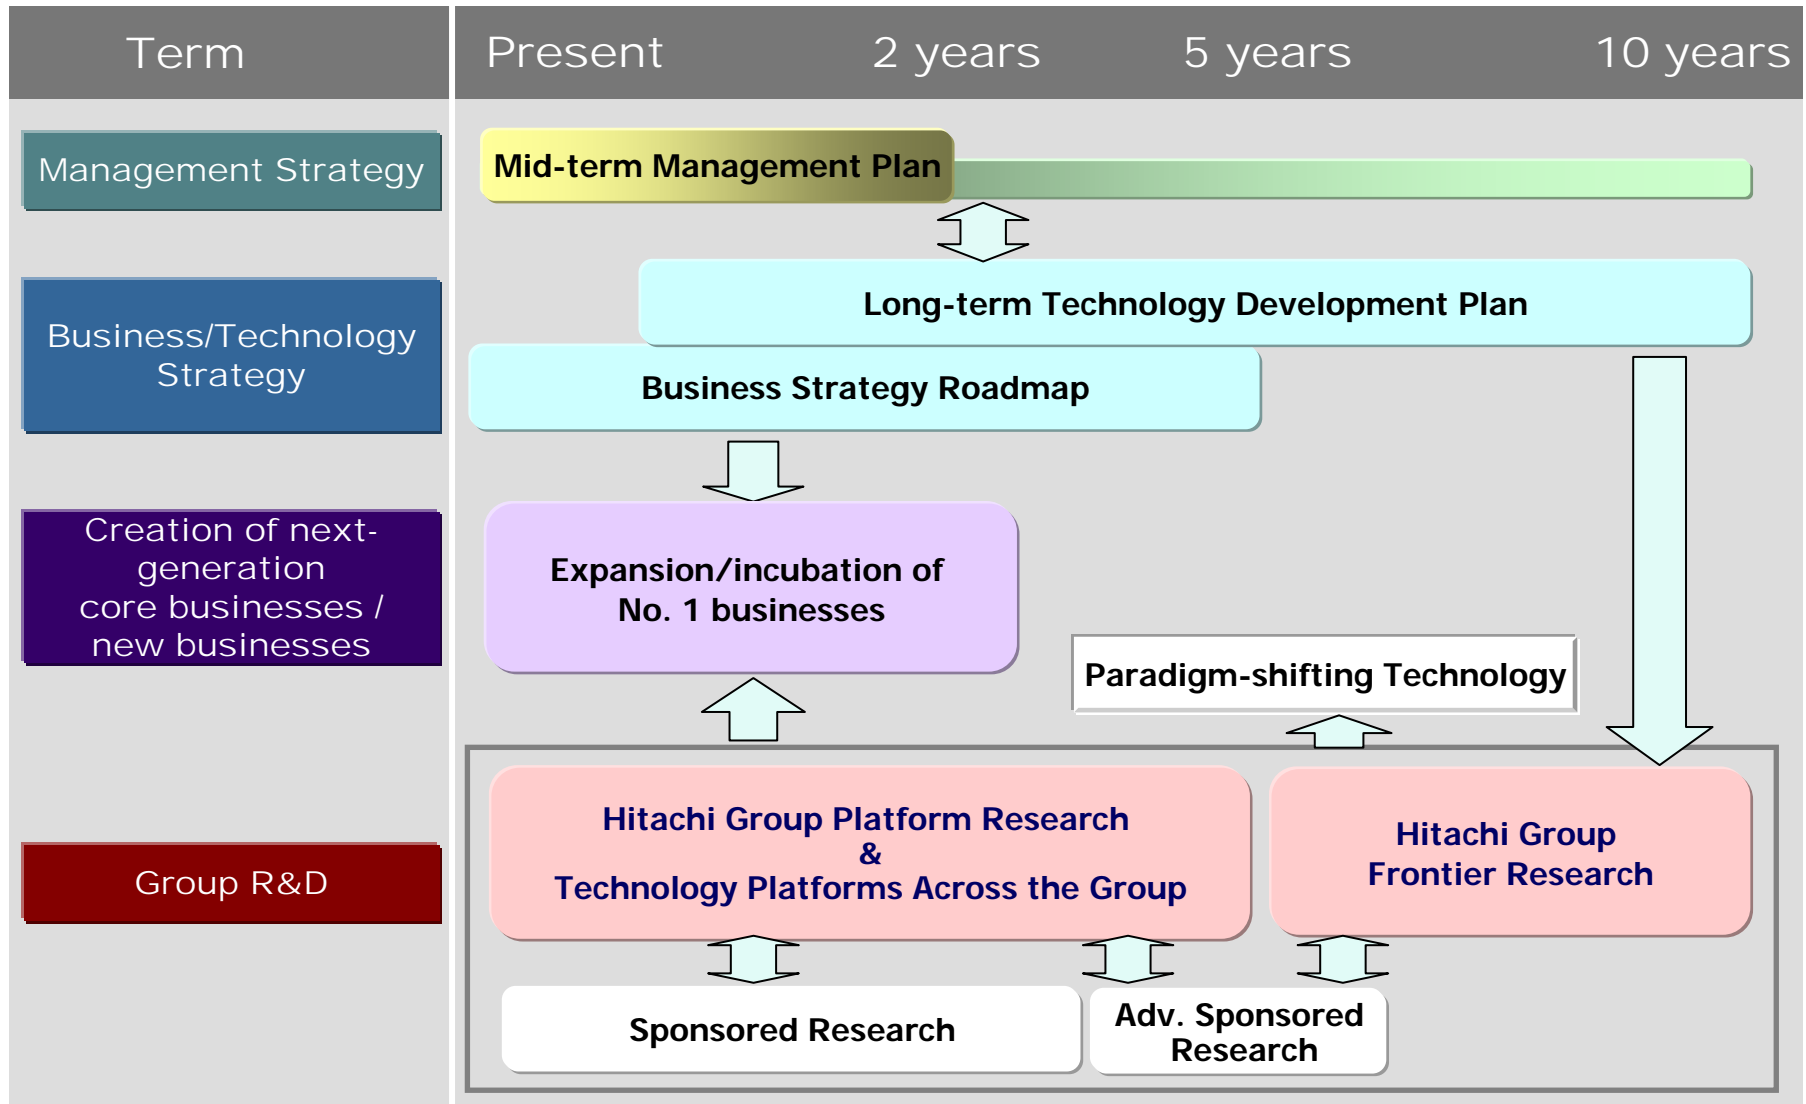 Term
Present
2 years
5 years
10 years
Management Strategy
Mid-term Management Plan
Business/Technology
Strategy
Long-term Technology Development Plan
Business Strategy Roadmap
Creation of next-
generation
core businesses /
new businesses
Expansion/incubation of
No. 1 businesses
Paradigm-shifting Technology
Group R&D
Hitachi Group Platform Research
&
Technology Platforms Across the Group
Hitachi Group
Frontier Research
Sponsored Research
Adv. Sponsored
Research